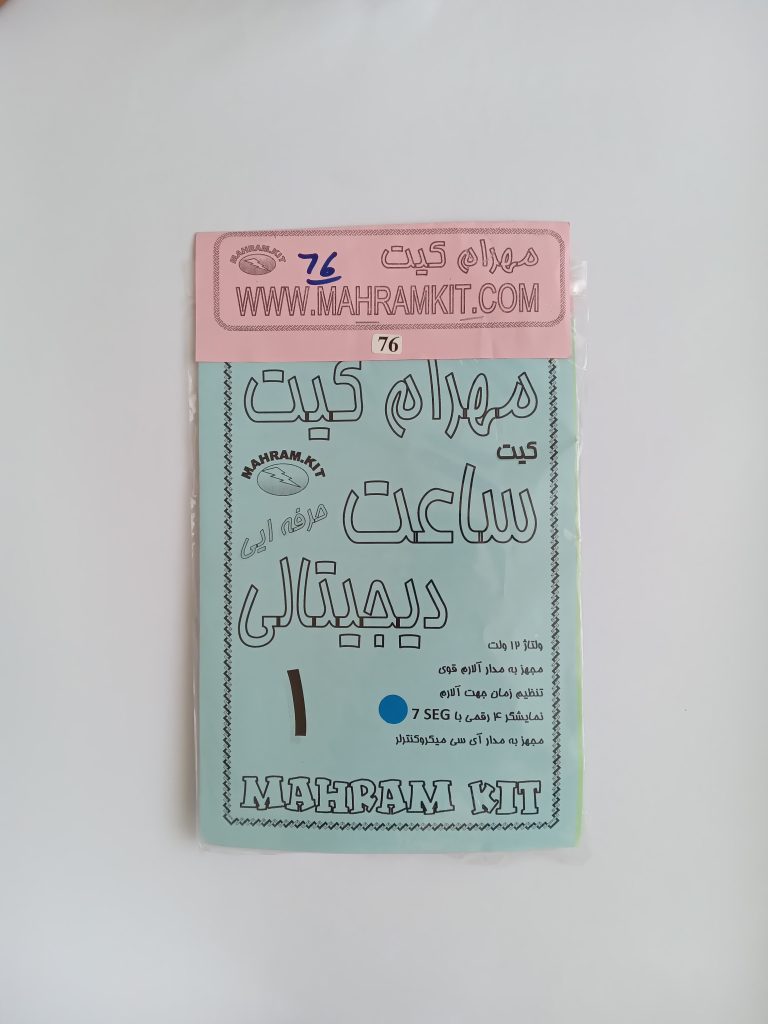 مهرام کیت
MAHRAM.KIT
76
WWW.MAHRAMKIT.COM
76
مهرام کیت
کیت
MAHRAM.KIT
ساعت
حرفه ایی
دیجیتالی
ولتاژ ۱۲ ولت
مجهز به مدار آلارم قوی
تنظیم زمان جهت آلارم
نمایشگر ۴ رقمی با 7 SEG
مجهز به مدار آی سی میکروکنترلر
۱
MAHRAM KIT